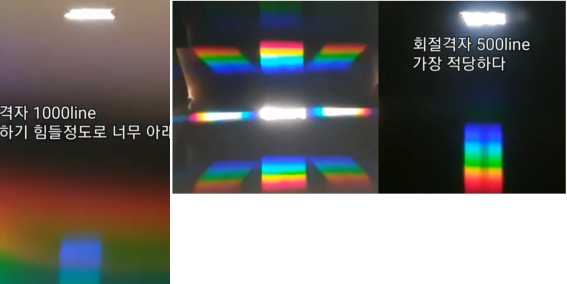 격자 1000line
하기 힘들정도로 너무 아래
회절격자 500line
가장 적당하다